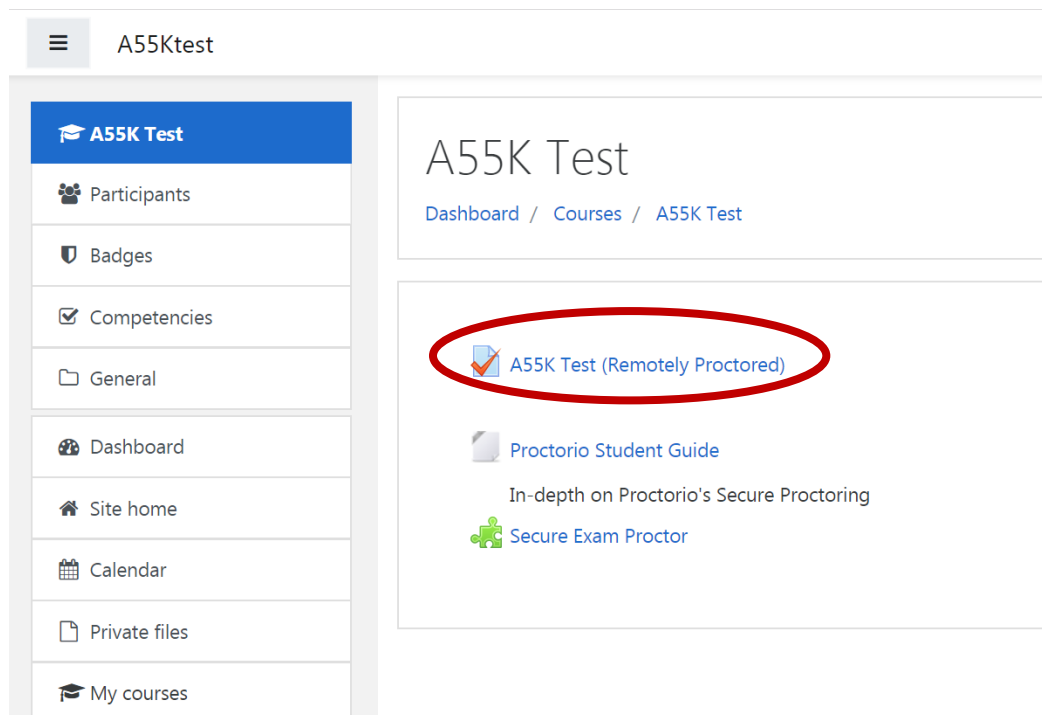 A55Ktest
A55K Test
Participants
Badges
Competencies
General
Dashboard
Site home
Calendar
Private files
My courses
A55K Test
Dashboard / Courses / A55K Test
A55K Test (Remotely Proctored)
Proctorio Student Guide
In-depth on Proctorio's Secure Proctoring
Secure Exam Proctor